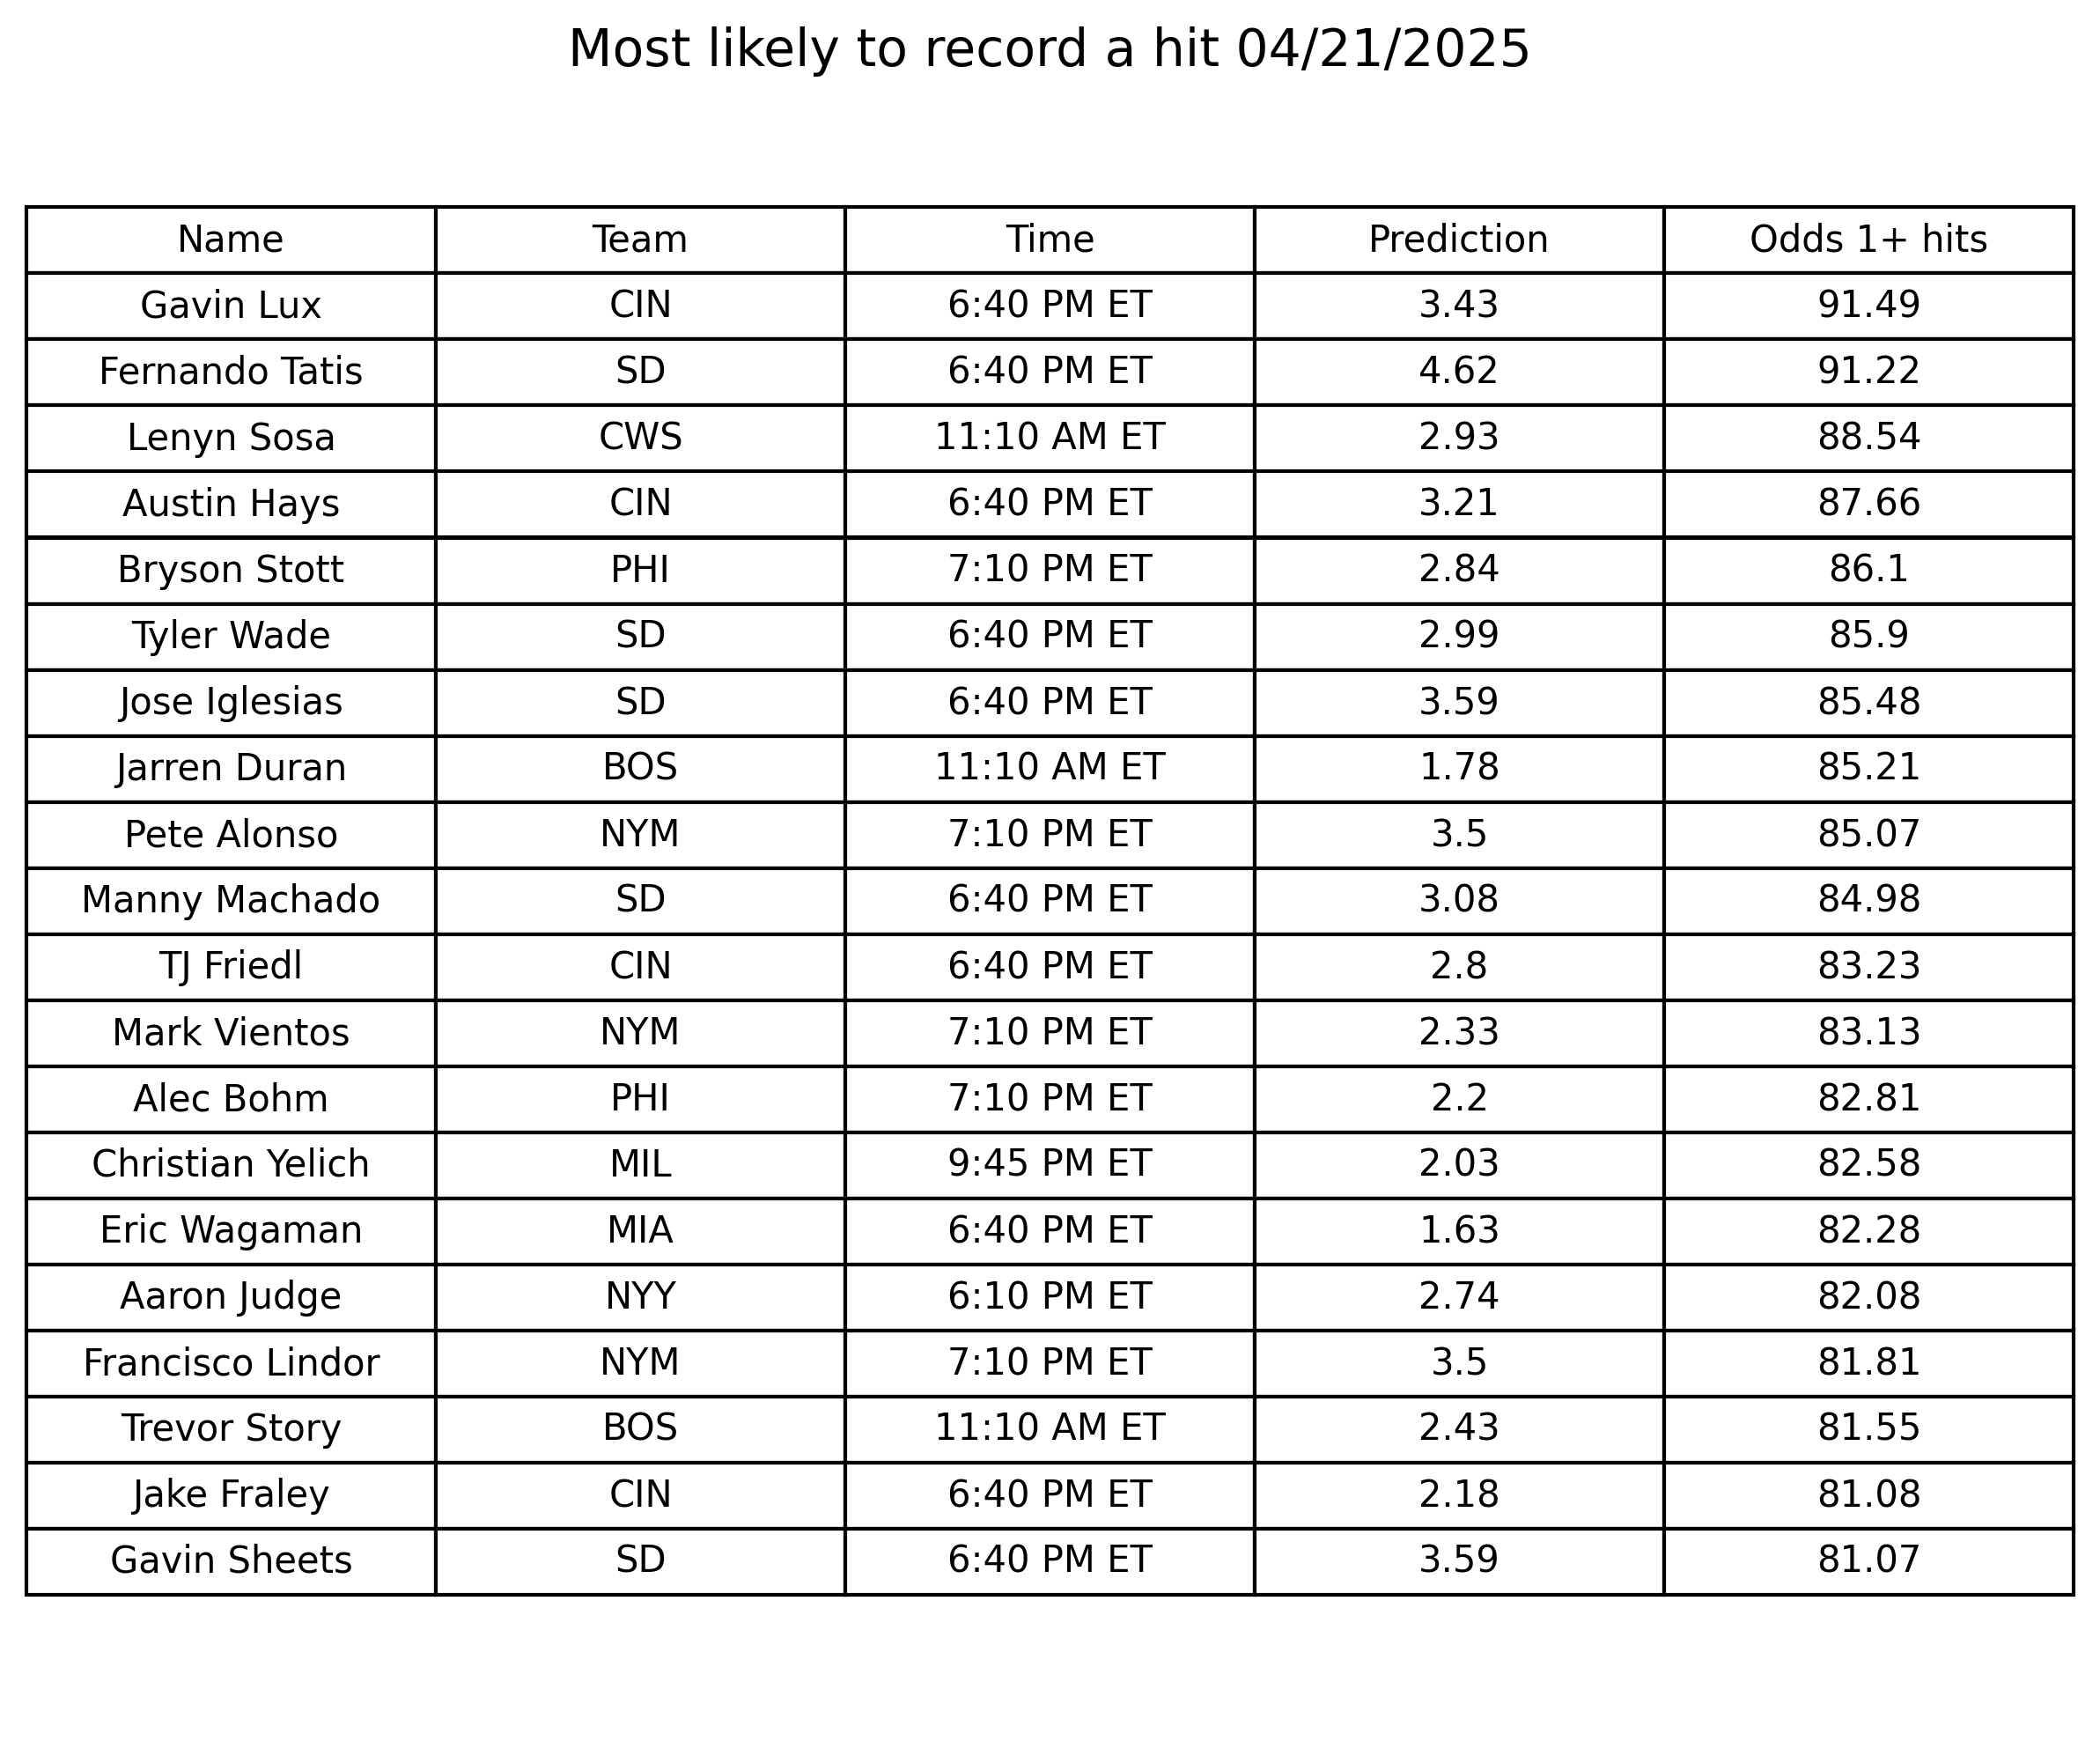 Most likely to record a hit 04/21/2025
Name Team Time Prediction Odds 1+ hits
Gavin Lux CIN 6:40 PM ET 3.43 91.49
Fernando Tatis SD 6:40 PM ET 4.62 91.22
Lenyn Sosa CWS 11:10 AM ET 2.93 88.54
Austin Hays CIN 6:40 PM ET 3.21 87.66
Bryson Stott PHI 7:10 PM ET 2.84 86.1
Tyler Wade SD 6:40 PM ET 2.99 85.9
Jose Iglesias SD 6:40 PM ET 3.59 85.48
Jarren Duran BOS 11:10 AM ET 1.78 85.21
Pete Alonso NYM 7:10 PM ET 3.5 85.07
Manny Machado SD 6:40 PM ET 3.08 84.98
TJ Friedl CIN 6:40 PM ET 2.8 83.23
Mark Vientos NYM 7:10 PM ET 2.33 83.13
Alec Bohm PHI 7:10 PM ET 2.2 82.81
Christian Yelich MIL 9:45 PM ET 2.03 82.58
Eric Wagaman MIA 6:40 PM ET 1.63 82.28
Aaron Judge NYY 6:10 PM ET 2.74 82.08
Francisco Lindor NYM 7:10 PM ET 3.5 81.81
Trevor Story BOS 11:10 AM ET 2.43 81.55
Jake Fraley CIN 6:40 PM ET 2.18 81.08
Gavin Sheets SD 6:40 PM ET 3.59 81.07